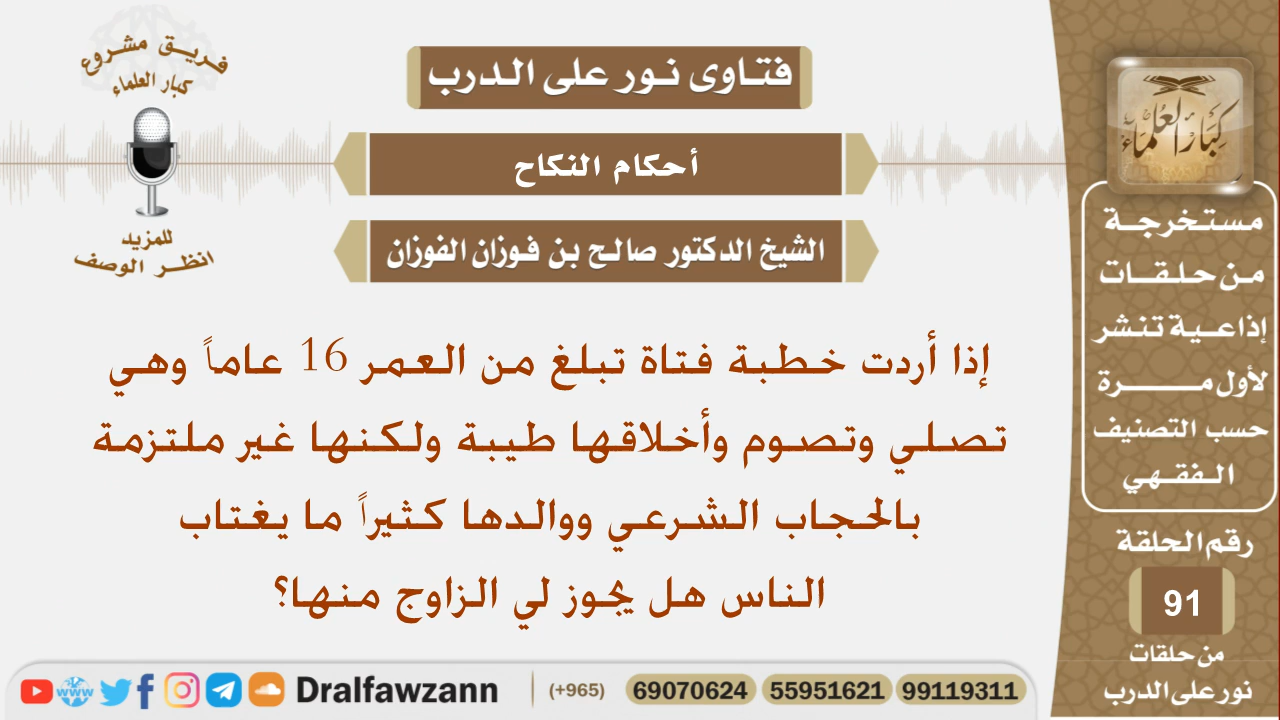 فريق مشروع
كبار العلماء
للمزيد
انظر الوصف
فتاوى نور على الدرب
أحكام النكاح
الشيخ الدكتور صالح بن فوزان الفوزان
إذا أردت خطبة فتاة تبلغ من العمر 16 عاماً وهي
تصلي وتصوم وأخلاقها طيبة ولكنها غير ملتزمة
بالحجاب الشرعي ووالدها كثيراً ما يغتاب
الناس هل يجوز لي الزاوج منها؟
كبار العلماء
مستخرجة
من حلقات
إذاعية تنشر
لأول مرة
حسب التصنيف
الفقهي
رقم الحلقة
91
من حلقات
نور على الدرب
www
Dralfawzann
(+965)
69070624
55951621
99119311